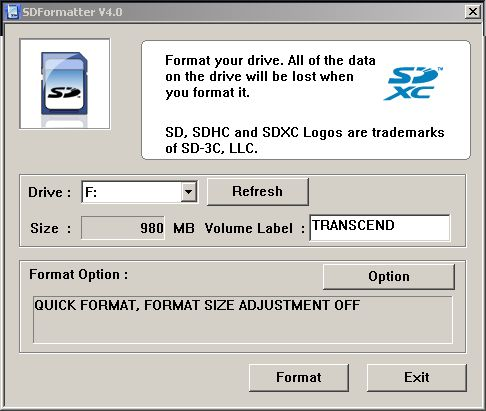 SDFormatter V4.0
SD
Format your drive. All of the data
on the drive will be lost when
you format it.
SD XC™
SD, SDHC and SDXC Logos are trademarks
of SD-3C, LLC.
Drive : F: Refresh
Size : 980 MB Volume Label : TRANSCEND
Format Option : Option
QUICK FORMAT, FORMAT SIZE ADJUSTMENT OFF
Format Exit